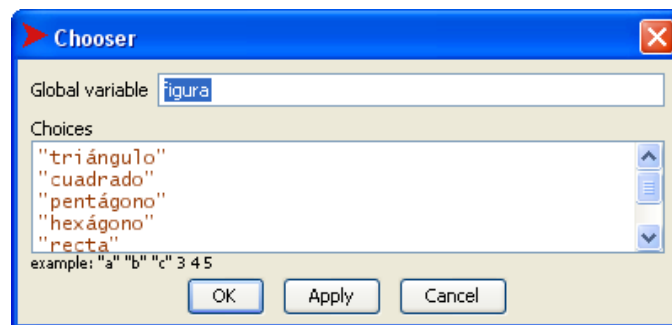 Chooser
Global variable figura
Choices
"triángulo"
"cuadrado"
"pentágono"
"hexágono"
"recta"
example: "a" "b" "c" 3 4 5
OK Apply Cancel